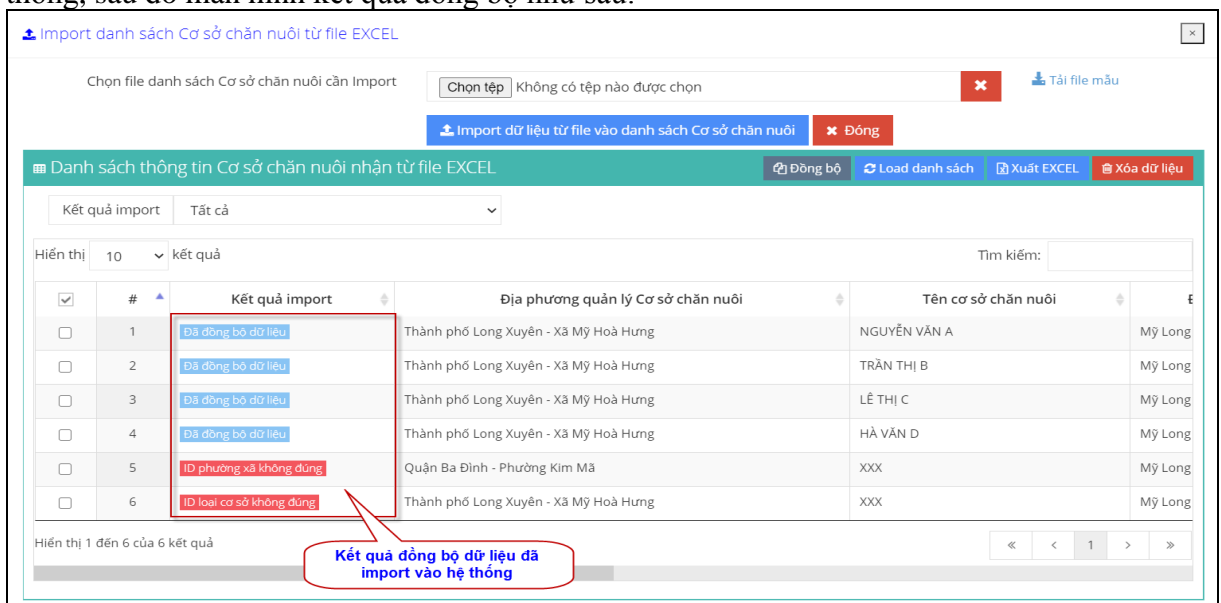 thống, sau đó màn hình kết quả đồng bộ như sau:
Import danh sách Cơ sở chăn nuôi từ file EXCEL
×
Chọn file danh sách Cơ sở chăn nuôi cần Import
Chọn tệp Không có tệp nào được chọn
Tải file mẫu
Import dữ liệu từ file vào danh sách Cơ sở chăn nuôi
Đóng
Danh sách thông tin Cơ sở chăn nuôi nhận từ file EXCEL
Đồng bộ
Load danh sách
Xuất EXCEL
Xóa dữ liệu
Kết quả import Tất cả
Hiển thị 10 kết quả
Tìm kiếm:
# Kết quả import Địa phương quản lý Cơ sở chăn nuôi Tên cơ sở chăn nuôi
1 Đã đồng bộ dữ liệu Thành phố Long Xuyên - Xã Mỹ Hoà Hưng NGUYỄN VĂN A Mỹ Long
2 Đã đồng bộ dữ liệu Thành phố Long Xuyên - Xã Mỹ Hoà Hưng TRẦN THỊ B Mỹ Long
3 Đã đồng bộ dữ liệu Thành phố Long Xuyên - Xã Mỹ Hoà Hưng LÊ THỊ C Mỹ Long
4 Đã đồng bộ dữ liệu Thành phố Long Xuyên - Xã Mỹ Hoà Hưng HÀ VĂN D Mỹ Long
5 ID phường xã không đúng Quận Ba Đình - Phường Kim Mã XXX Mỹ Long
6 ID loại cơ sở không đúng Thành phố Long Xuyên - Xã Mỹ Hoà Hưng XXX Mỹ Long
Hiển thị 1 đến 6 của 6 kết quả
« < 1 > »
Kết quả đồng bộ dữ liệu đã
import vào hệ thống